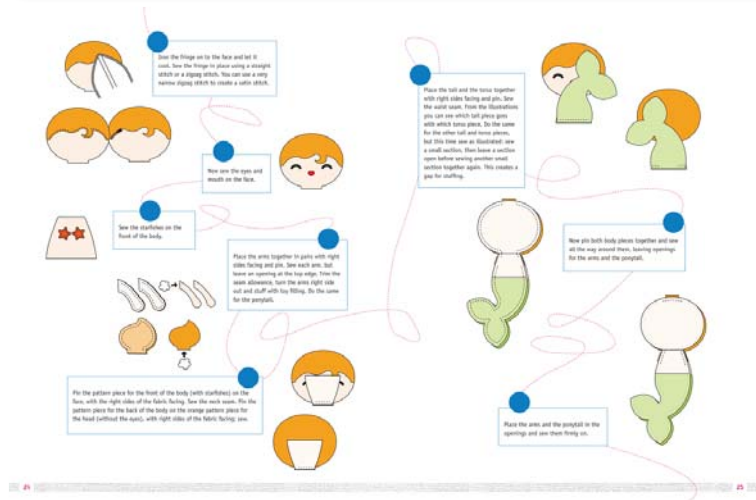 Iron the fringe on to the face and let it
cool. Sew the fringe in place using a straight
stitch or a zigzag stitch. You can use a very
narrow zigzag stitch to create a satin stitch.
Now sew the eyes and
mouth on the face.
Sew the starfishes on the
front of the body.
Place the arms together in pairs with right
sides facing and pin. Sew each arm, but
leave an opening at the top edge. Trim the
seam allowance, turn the arms right side
out and stuff with toy filling. Do the same
for the ponytail.
Pin the pattern piece for the front of the body (with starfishes) on the
face, with the right sides of the fabric facing. Sew the neck seam. Pin the
pattern piece for the back of the body on the orange pattern piece for
the head (without the eyes), with right sides of the fabric facing; sew.
24
Place the tail and the torso together
with right sides facing and pin. Sew
the waist seam. From the illustrations
you can see which tail piece goes
with which torso piece. Do the same
for the other tail and torso pieces,
but this time sew as illustrated: sew
a small section, then leave a section
open before sewing another small
section together again. This creates a
gap for stuffing.
Now pin both body pieces together and sew
all the way around them, leaving openings
for the arms and the ponytail.
Place the arms and the ponytail in the
openings and sew them firmly on.
25